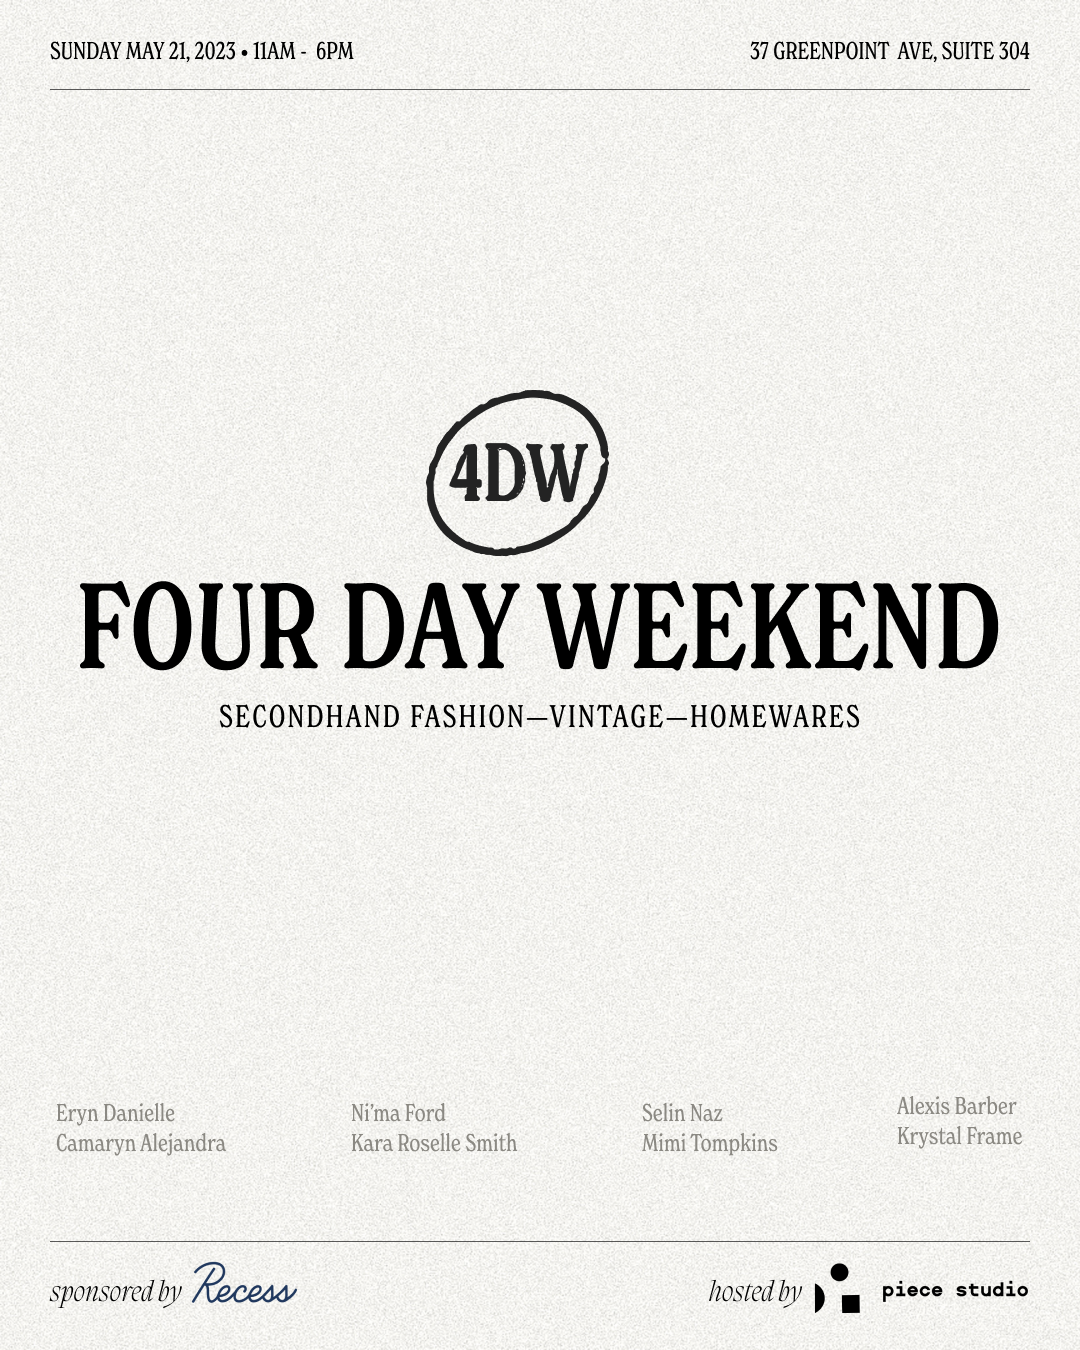 SUNDAY MAY 21, 2023 • 11AM - 6PM
37 GREENPOINT AVE, SUITE 304
4DW
FOUR DAY WEEKEND
SECONDHAND FASHION—VINTAGE—HOMEWARES
Eryn Danielle
Camaryn Alejandra
Ni’ma Ford
Kara Roselle Smith
Selin Naz
Mimi Tompkins
Alexis Barber
Krystal Frame
sponsored by Recess
hosted by piece studio